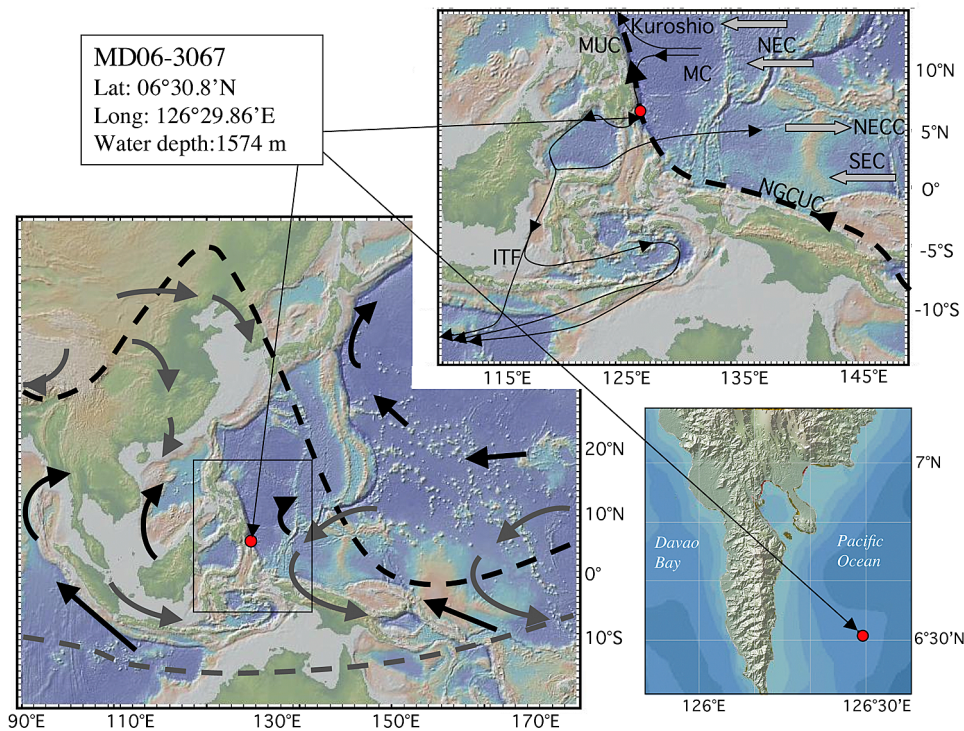 MD06-3067
Lat: 06°30.8’N
Long: 126°29.86’E
Water depth:1574 m
Kuroshio
MUC
NEC
MC
10°N
5°N
NECC
SEC
0°
NGCUC
ITF
-5°S
-10°S
115°E
125°E
135°E
145°E
20°N
10°N
0°
10°S
90°E
110°E
130°E
150°E
170°E
7°N
Davao
Bay
Pacific
Ocean
6°30’N
126°E
126°30’E